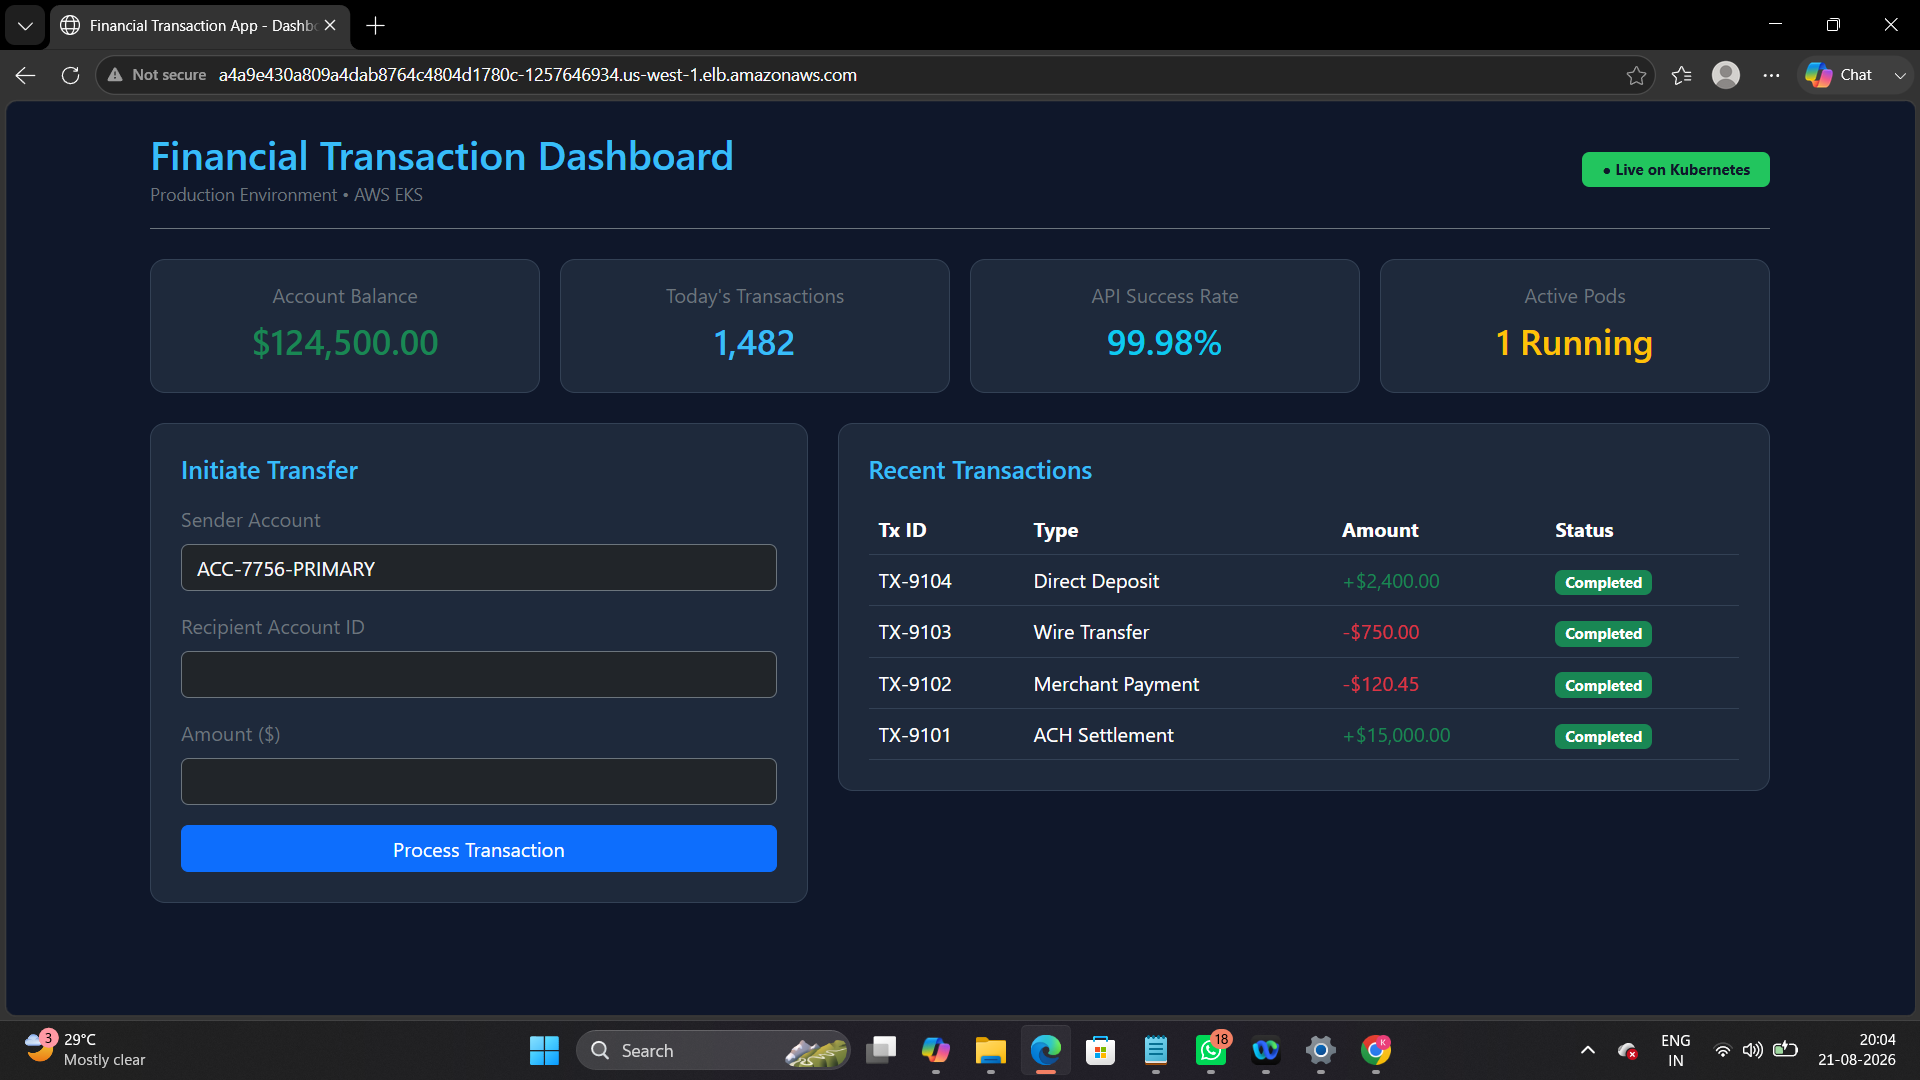 Financial Transaction App - Dashb
Not secure a4a9e430a809a4dab8764c4804d1780c-1257646934.us-west-1.elb.amazonaws.com
Chat
Financial Transaction Dashboard
Production Environment • AWS EKS
• Live on Kubernetes
Account Balance
$124,500.00
Today's Transactions
1,482
API Success Rate
99.98%
Active Pods
1 Running
Initiate Transfer
Sender Account
ACC-7756-PRIMARY
Recipient Account ID
Amount ($)
Process Transaction
Recent Transactions
Tx ID Type Amount Status
TX-9104 Direct Deposit +$2,400.00 Completed
TX-9103 Wire Transfer -$750.00 Completed
TX-9102 Merchant Payment -$120.45 Completed
TX-9101 ACH Settlement +$15,000.00 Completed
3
29°C
Mostly clear
Search
18
K
ENG
IN
20:04
21-08-2026